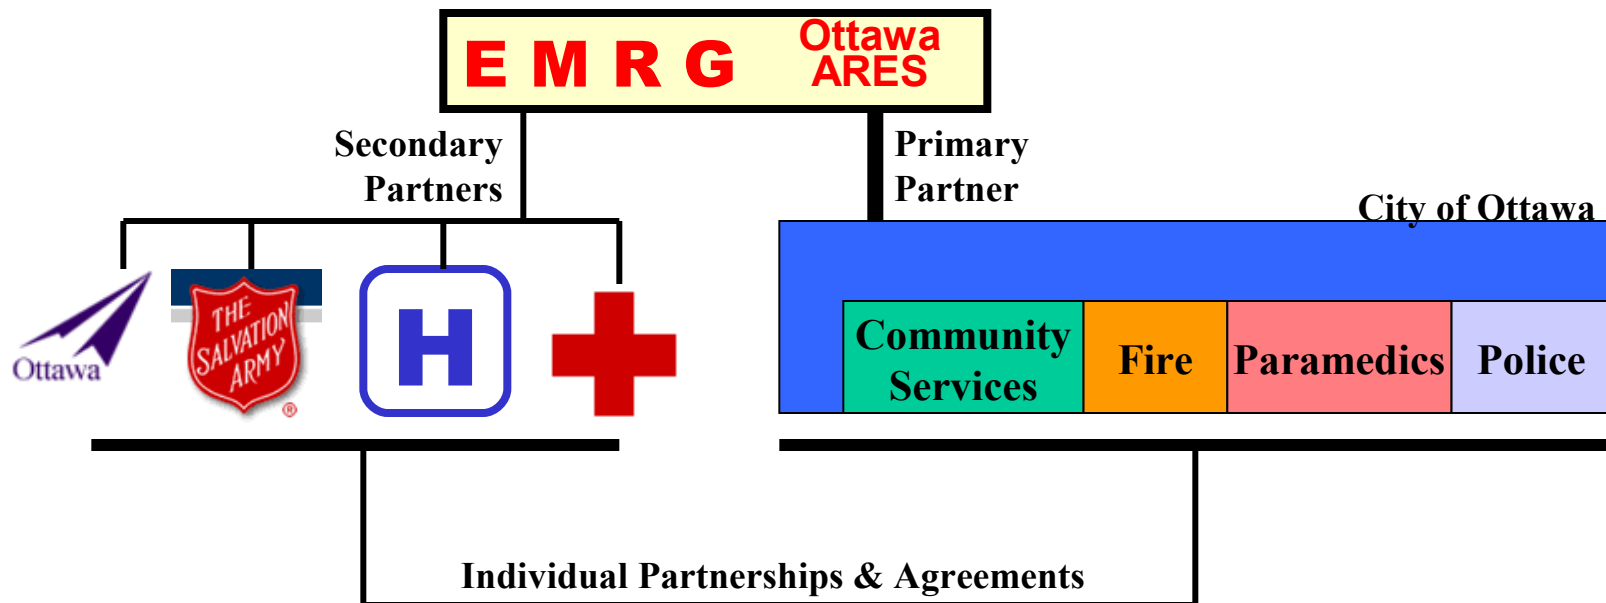 E M R G
Ottawa
ARES
Secondary
Partners
Primary
Partner
City of Ottawa
Ottawa
THE
SALVATION
ARMY
®
H
Community
Services
Fire
Paramedics
Police
Individual Partnerships & Agreements